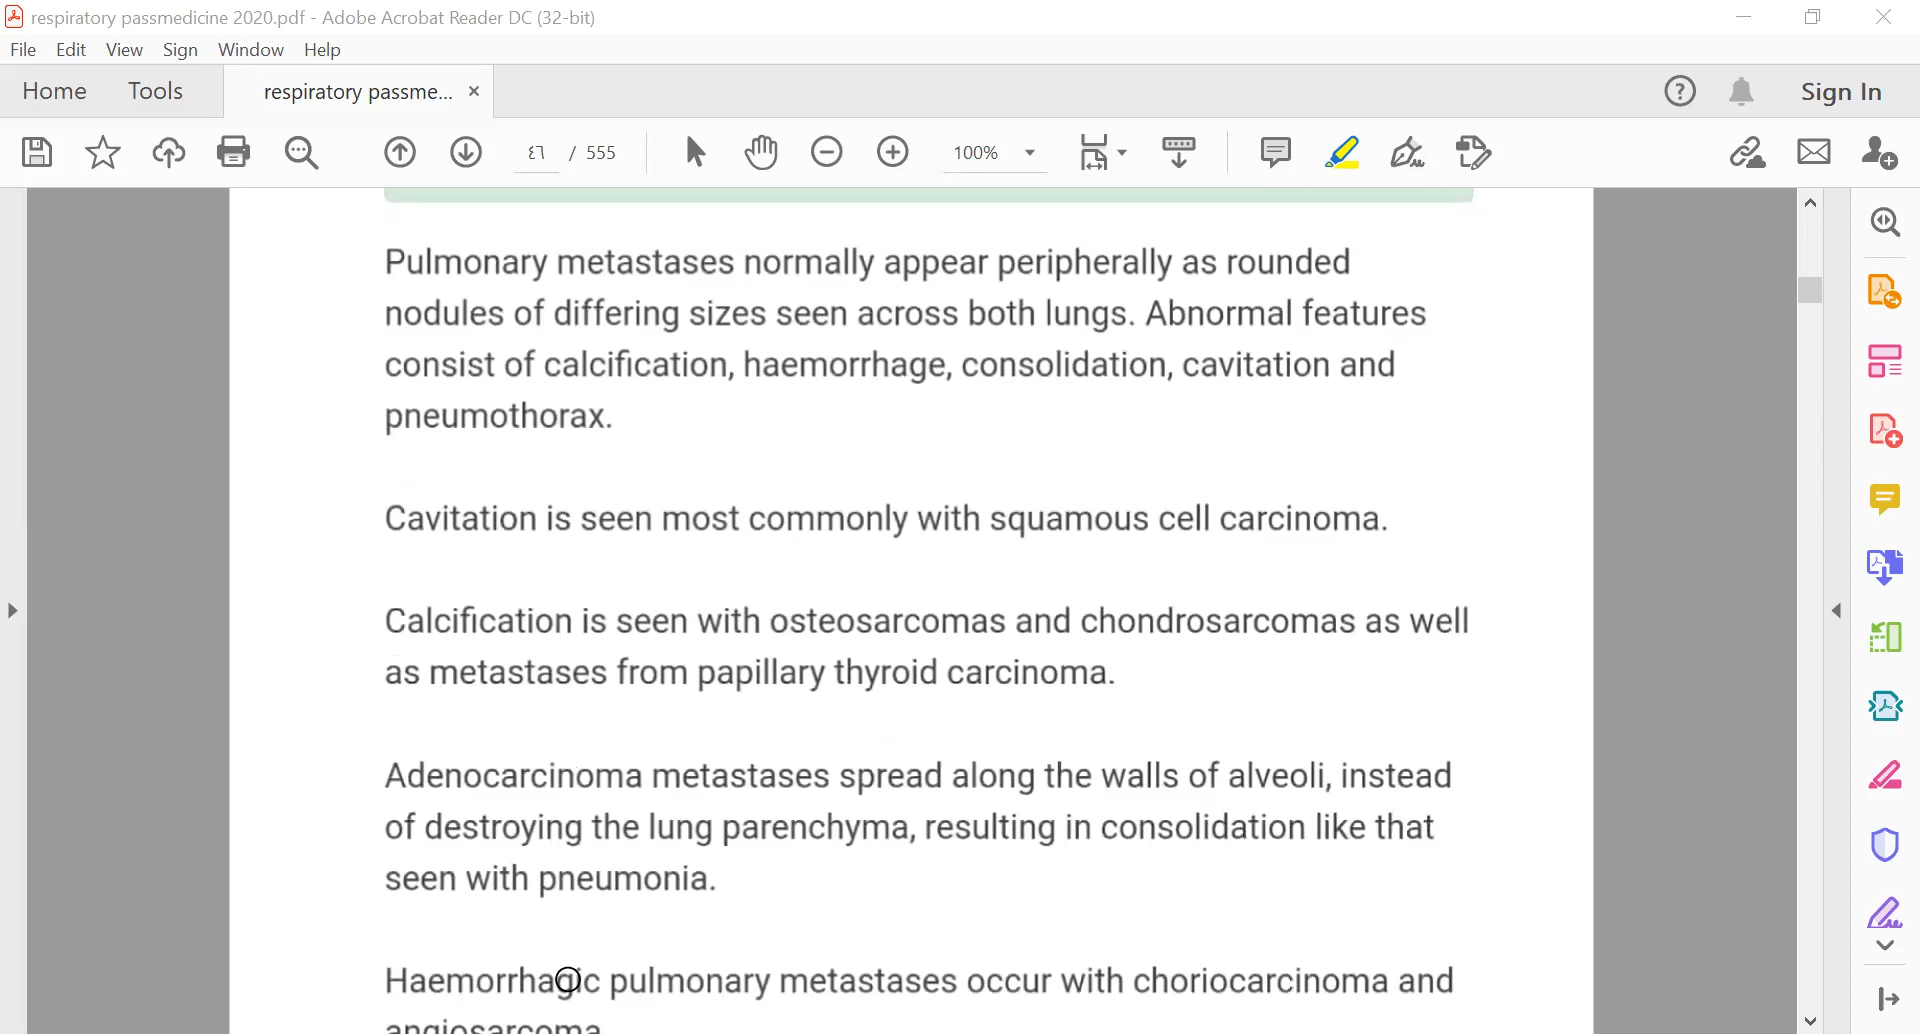 respiratory passmedicine 2020.pdf - Adobe Acrobat Reader DC (32-bit)
File Edit View Sign Window Help
Home Tools respiratory passme... × Sign In
٤٦ / 555 100%
Pulmonary metastases normally appear peripherally as rounded
nodules of differing sizes seen across both lungs. Abnormal features
consist of calcification, haemorrhage, consolidation, cavitation and
pneumothorax.
Cavitation is seen most commonly with squamous cell carcinoma.
Calcification is seen with osteosarcomas and chondrosarcomas as well
as metastases from papillary thyroid carcinoma.
Adenocarcinoma metastases spread along the walls of alveoli, instead
of destroying the lung parenchyma, resulting in consolidation like that
seen with pneumonia.
Haemorrhagic pulmonary metastases occur with choriocarcinoma and
angiosarcoma